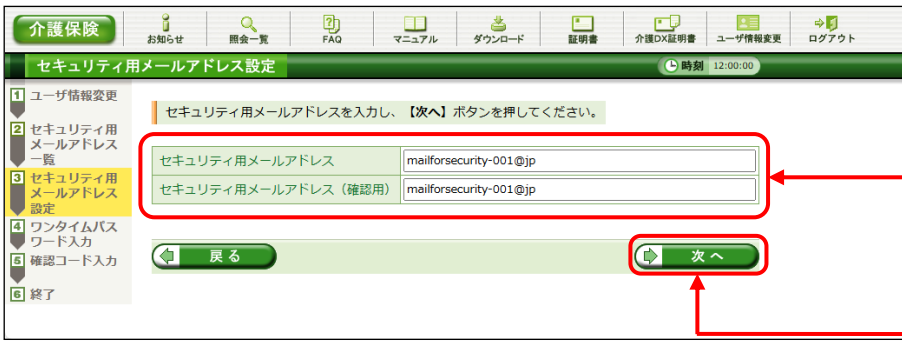 介護保険
お知らせ
照会一覧
FAQ
マニュアル
ダウンロード
証明書
介護DX証明書
ユーザ情報変更
ログアウト
セキュリティ用メールアドレス設定
時刻 12:00:00
1 ユーザ情報変更
2 セキュリティ用
メールアドレス
一覧
3 セキュリティ用
メールアドレス
設定
4 ワンタイムパス
ワード入力
5 確認コード入力
6 終了
セキュリティ用メールアドレスを入力し、【次へ】ボタンを押してください。
セキュリティ用メールアドレス mailforsecurity-001@jp
セキュリティ用メールアドレス（確認用） mailforsecurity-001@jp
戻る
次へ